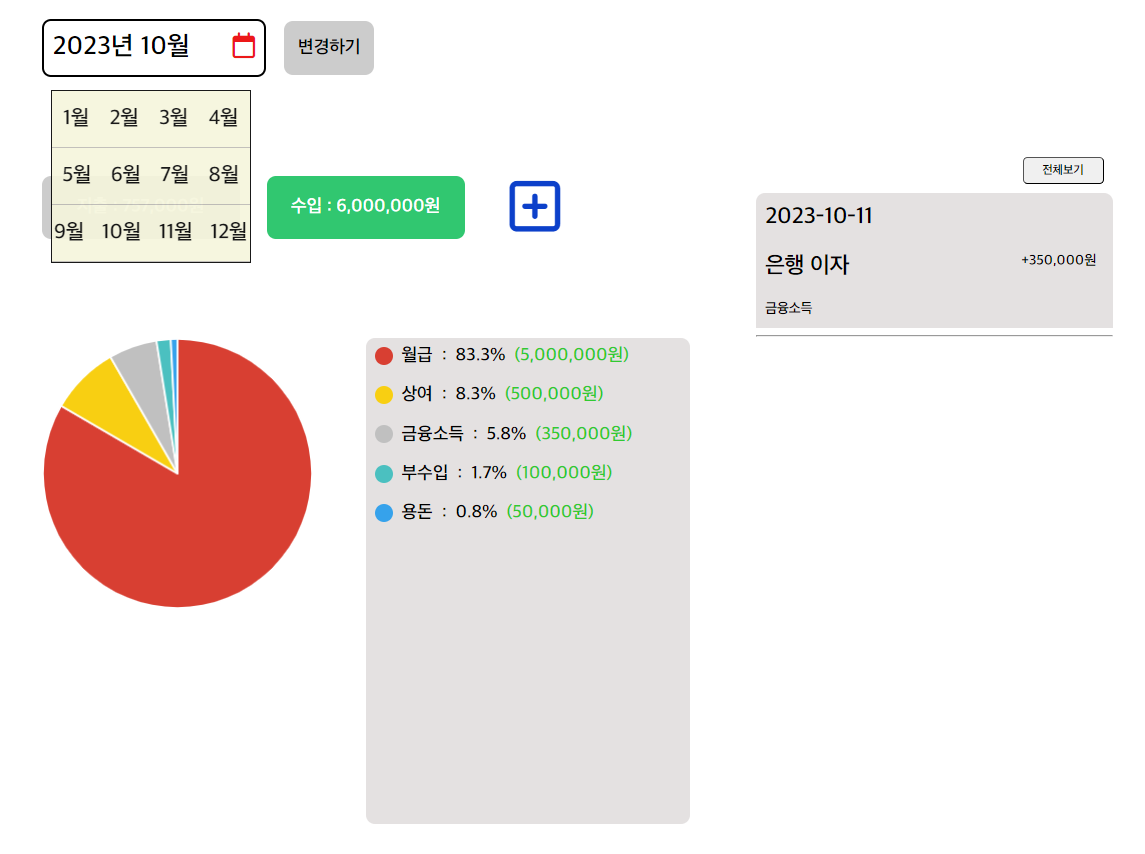 2023년 10월
변경하기
1월 2월 3월 4월
5월 6월 7월 8월
9월 10월 11월 12월
수입 : 6,000,000원
전체보기
2023-10-11
은행 이자
+350,000원
금융소득
월급 : 83.3% (5,000,000원)
상여 : 8.3% (500,000원)
금융소득 : 5.8% (350,000원)
부수입 : 1.7% (100,000원)
용돈 : 0.8% (50,000원)